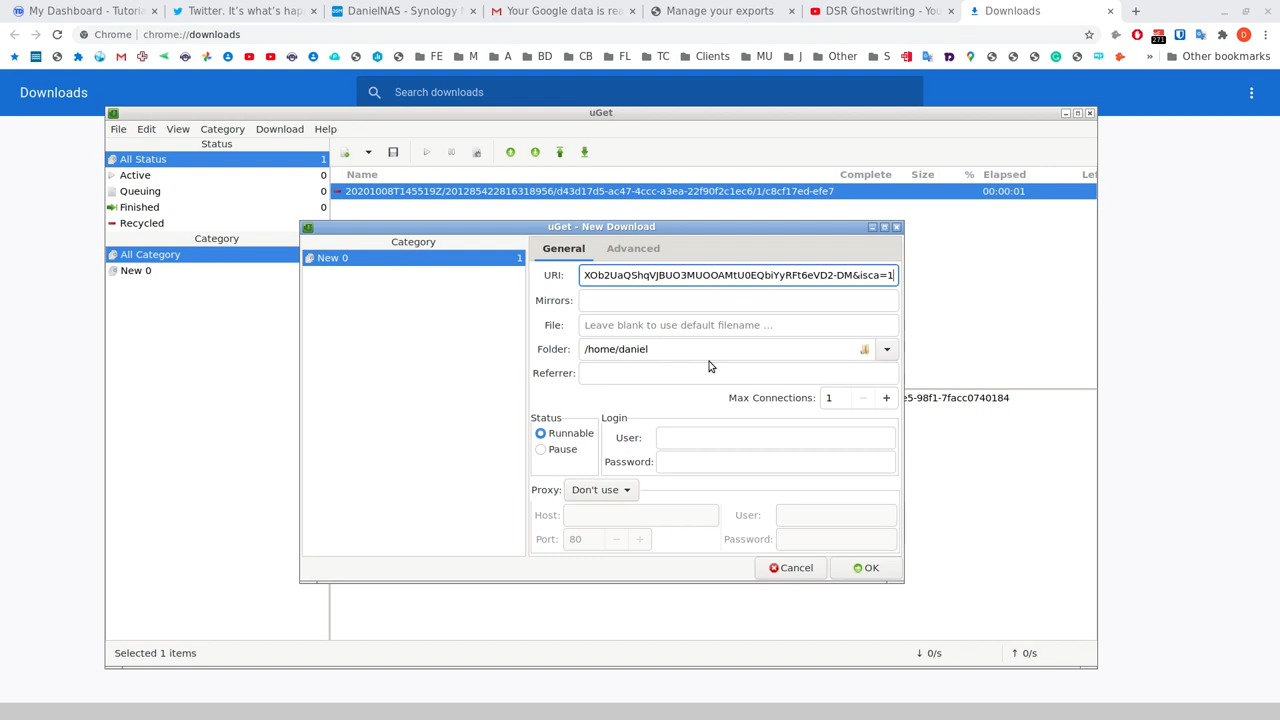 My Dashboard - Tutoria
Twitter. It's what's hap
DanielNAS - Synology
Your Google data is re
Manage your exports
DSR Ghostwriting - You
Downloads
Chrome | chrome://downloads
271
D
FE M A BD CB FL TC Clients MU J Other S » Other bookmarks
Downloads
Search downloads
uGet
File Edit View Category Download Help
Status
All Status 1
Active 0
Queuing 0
Finished 0
Recycled
Category
All Category
New 0
Name Complete Size % Elapsed Lef
20201008T145519Z/201285422816318956/d43d17d5-ac47-4ccc-a3ea-22f90f2c1ec6/1/c8cf17ed-efe7 00:00:01
uGet - New Download
Category
New 0 1
General Advanced
URI: XOb2UaQShqVJBUO3MUOOAMtU0EQbiYyRFt6eVD2-DM&isca=1
Mirrors:
File: Leave blank to use default filename ...
Folder: /home/daniel
Referrer:
Max Connections: 1 − +
e5-98f1-7facc0740184
Status
Runnable
Pause
Login
User:
Password:
Proxy: Don't use
Host: User:
Port: 80 − + Password:
Cancel OK
Selected 1 items ↓ 0/s ↑ 0/s